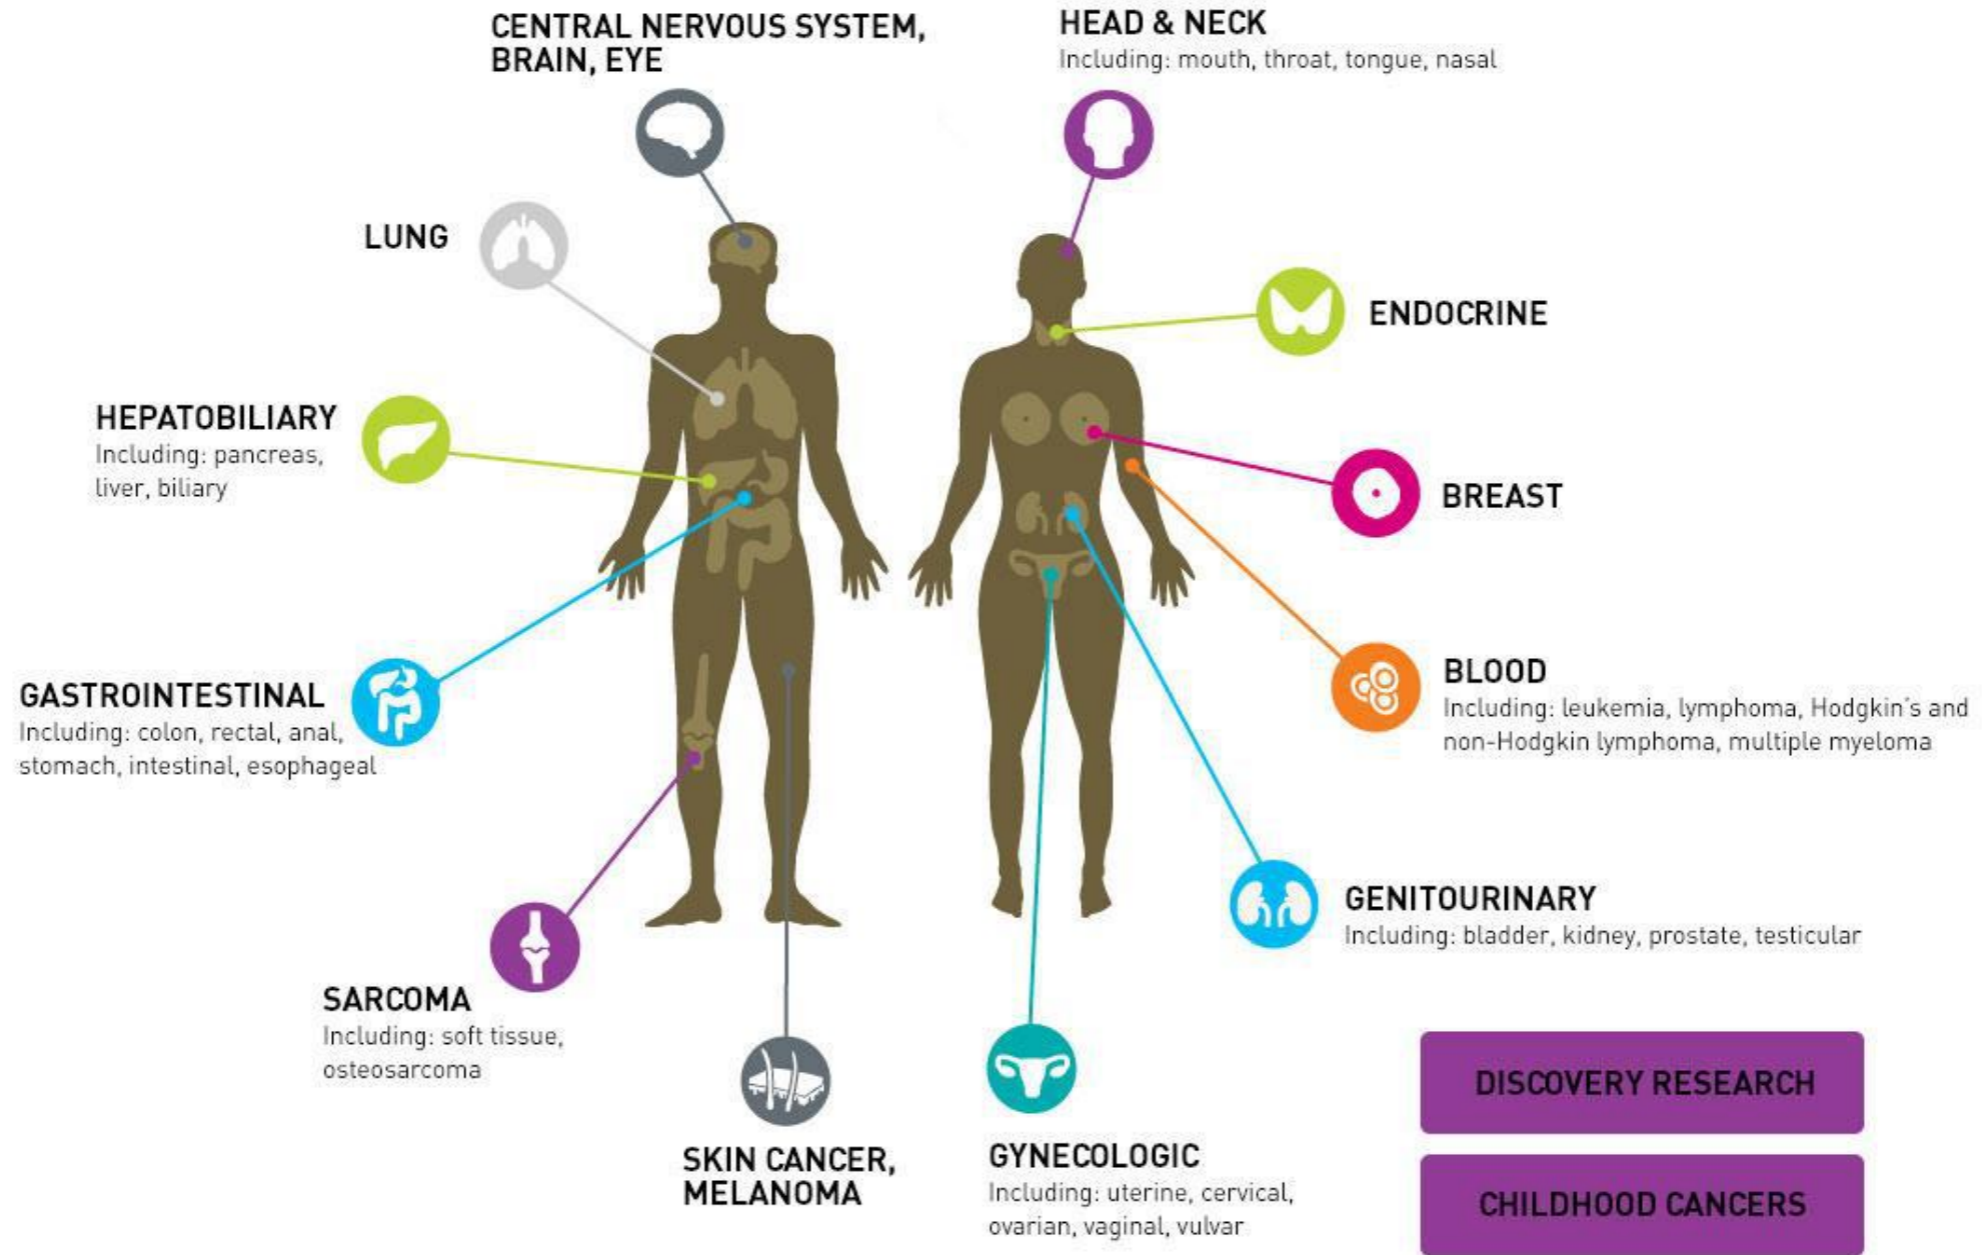 CENTRAL NERVOUS SYSTEM,
BRAIN, EYE
HEAD & NECK
Including: mouth, throat, tongue, nasal
LUNG
ENDOCRINE
HEPATOBILIARY
Including: pancreas,
liver, biliary
BREAST
GASTROINTESTINAL
Including: colon, rectal, anal,
stomach, intestinal, esophageal
BLOOD
Including: leukemia, lymphoma, Hodgkin's and
non-Hodgkin lymphoma, multiple myeloma
GENITOURINARY
Including: bladder, kidney, prostate, testicular
SARCOMA
Including: soft tissue,
osteosarcoma
SKIN CANCER,
MELANOMA
GYNECOLOGIC
Including: uterine, cervical,
ovarian, vaginal, vulvar
DISCOVERY RESEARCH
CHILDHOOD CANCERS